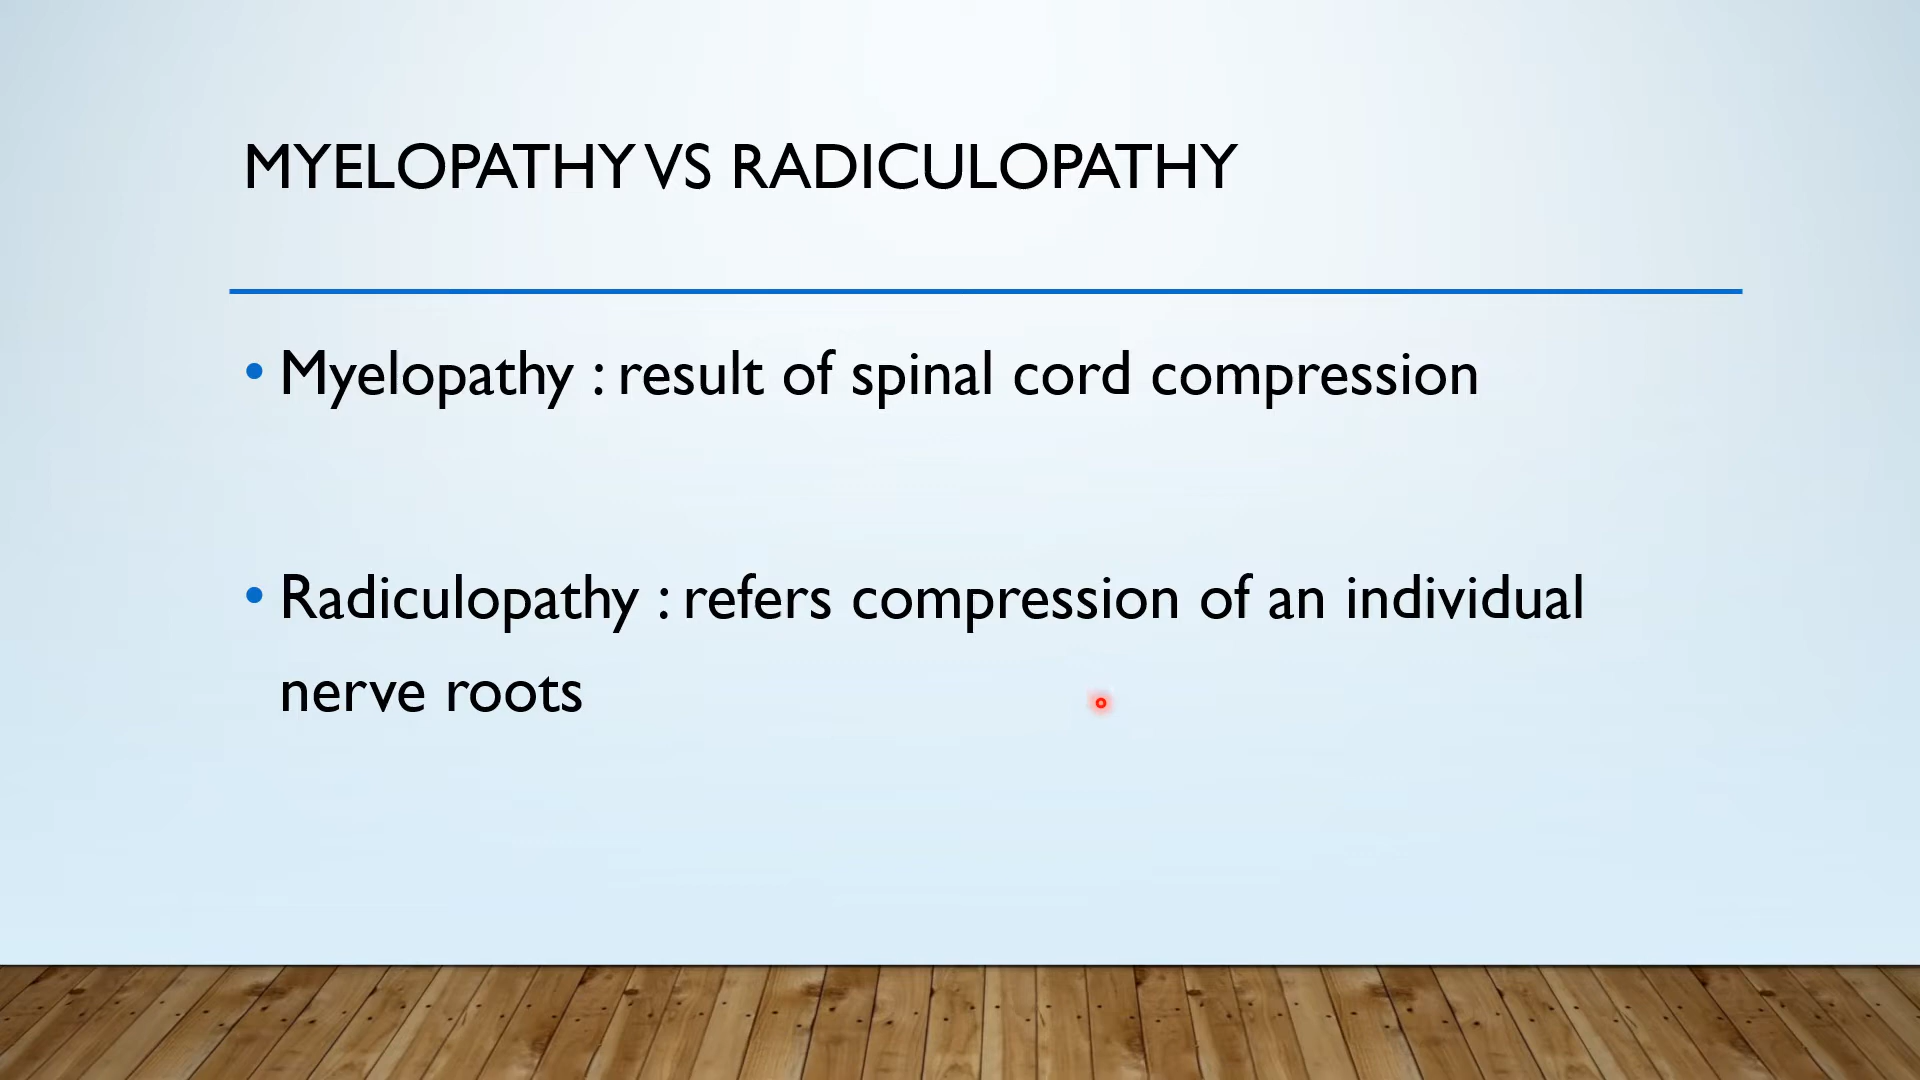 MYELOPATHY VS RADICULOPATHY
• Myelopathy : result of spinal cord compression
• Radiculopathy : refers compression of an individual
nerve roots